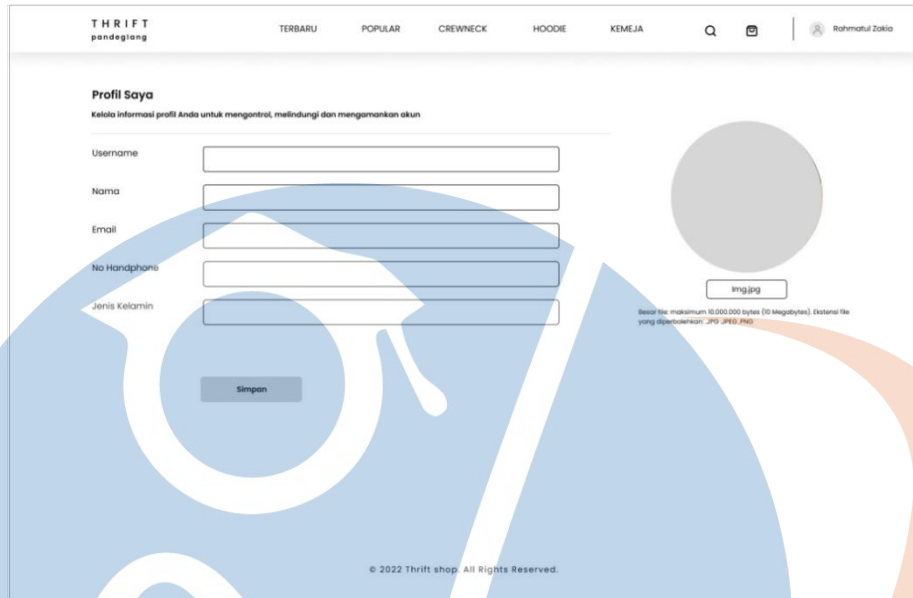 THRIFT
pandeglang
TERBARU POPULAR CREWNECK HOODIE KEMEJA Rahmatul Zakia
Profil Saya
Kelola informasi profil Anda untuk mengontrol, melindungi dan mengamankan akun
Username
Nama
Email
No Handphone
Jenis Kelamin
Img.jpg
Besar file: maksimum 10.000.000 bytes (10 Megabytes). Ekstensi file
yang diperbolehkan: .JPG .JPEG .PNG
Simpan
© 2022 Thrift shop. All Rights Reserved.